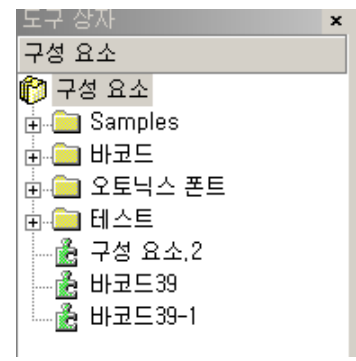 도구 상자
구성 요소
구성 요소
Samples
바코드
오토닉스 폰트
테스트
구성 요소,2
바코드39
바코드39-1